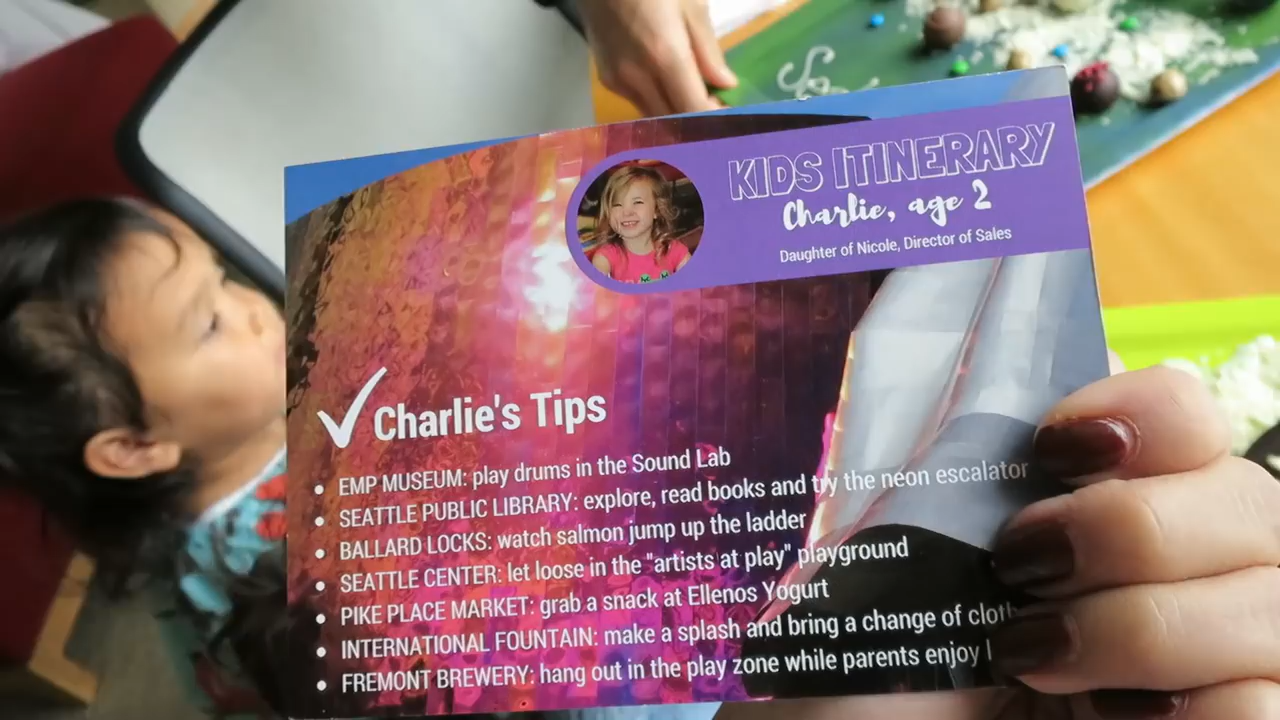 KIDS ITINERARY
Charlie, age 2
Daughter of Nicole, Director of Sales
Charlie's Tips
• EMP MUSEUM: play drums in the Sound Lab
• SEATTLE PUBLIC LIBRARY: explore, read books and try the neon escalator
• BALLARD LOCKS: watch salmon jump up the ladder
• SEATTLE CENTER: let loose in the "artists at play" playground
• PIKE PLACE MARKET: grab a snack at Ellenos Yogurt
• INTERNATIONAL FOUNTAIN: make a splash and bring a change of
• FREMONT BREWERY: hang out in the play zone while parents enjoy